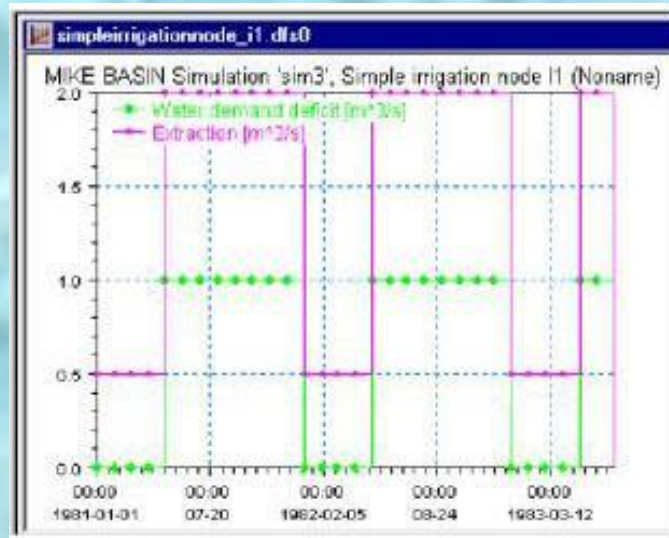 simpleirrigationnode_i1.dfs0
MIKE BASIN Simulation 'sim3', Simple irrigation node I1 (Noname)
2.0
Water demand deficit [m^3/s]
Extraction [m^3/s]
1.5
1.0
0.5
0.0
00:00 00:00 00:00 00:00 00:00
1981-01-01 07-20 1982-02-05 08-24 1983-03-12